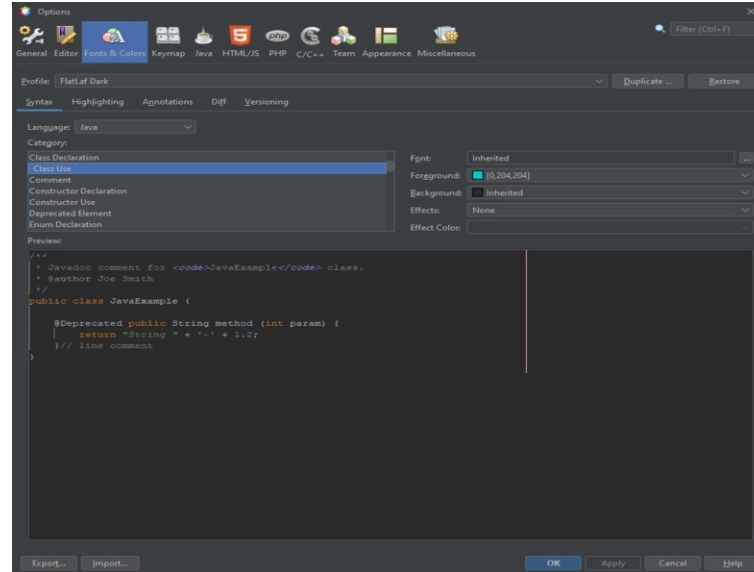 Options
Filter (Ctrl+F)
General Editor Fonts & Colors Keymap Java HTML/JS PHP C/C++ Team Appearance Miscellaneous
php
Profile: FlatLaf Dark Duplicate ... Restore
Syntax Highlighting Annotations Diff Versioning
Language: Java
Category:
Class Declaration
Class Use
Comment
Constructor Declaration
Constructor Use
Deprecated Element
Enum Declaration
Font: Inherited ...
Foreground: [0,204,204]
Background: Inherited
Effects: None
Effect Color:
Preview:
/**
* Javadoc comment for <code>JavaExample</code> class.
* @author Joe Smith
*/
public class JavaExample {
@Deprecated public String method (int param) {
return "String " + '-' + 1.2;
}// line comment
}
Export... Import... OK Apply Cancel Help